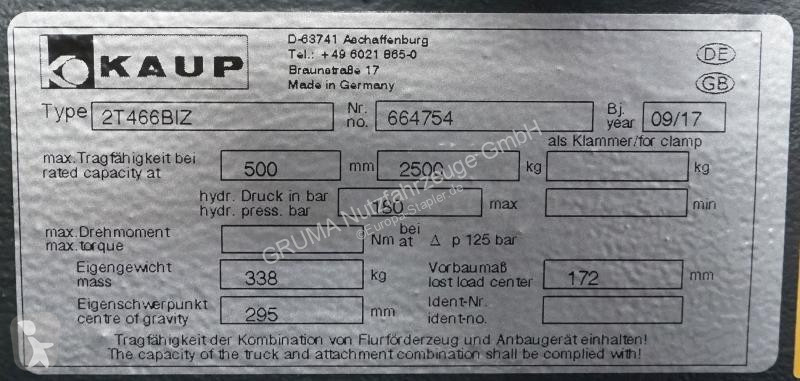 KAUP
D-63741 Aschaffenburg
Tel.: +49 6021 865-0
Braunstraße 17
Made in Germany
DE
GB
Type 2T466BIZ Nr. no. 664754 Bj. year 09/17
als Klammer/for clamp
max.Tragfähigkeit bei
rated capacity at 500 mm 2500 kg kg
hydr. Druck in bar
hydr. press. bar 180 max min
max.Drehmoment
max.torque Nm bei at Δ p 125 bar
Eigengewicht
mass 338 kg
Vorbaumaß
lost load center 172 mm
Eigenschwerpunkt
centre of gravity 295 mm
Ident-Nr.
ident-no.
Tragfähigkeit der Kombination von Flurförderzeug und Anbaugerät einhalten!
The capacity of the truck and attachment combination shall be complied with!
GRUMA Nutzfahrzeuge GmbH
©Europa-Stapler.de